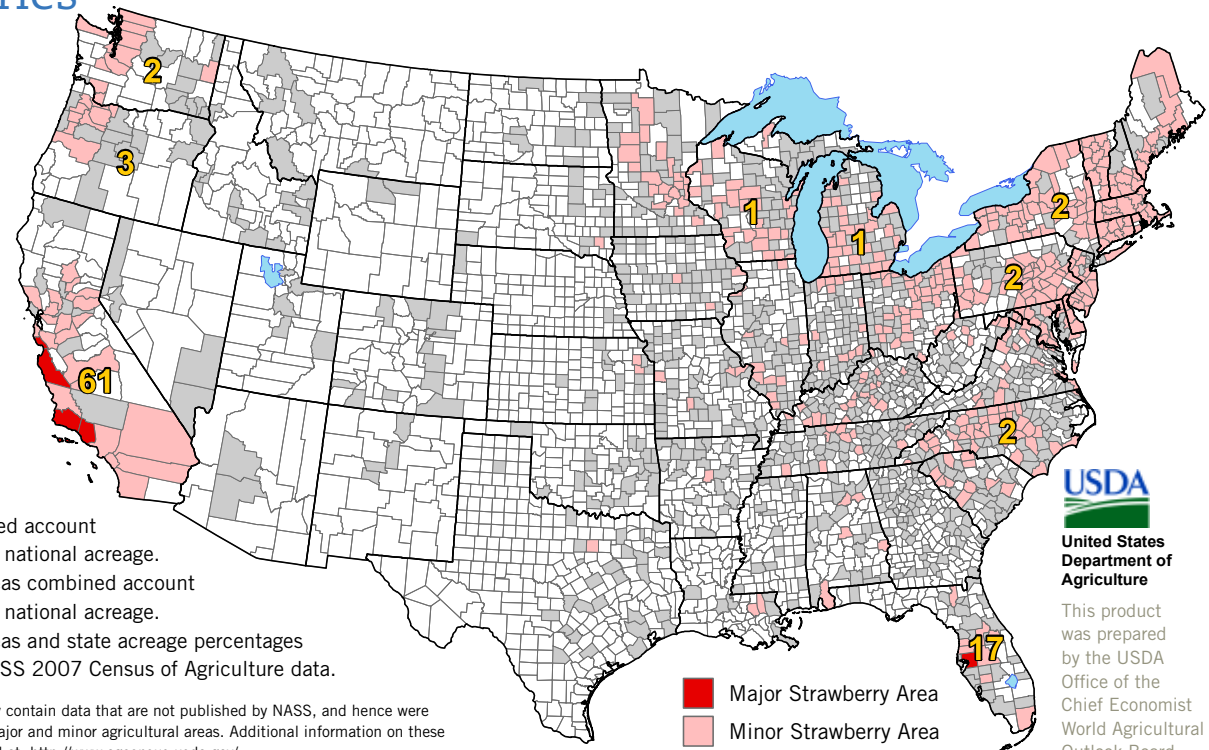 2
3
61
1
1
2
2
2
17
account
national acreage.
as combined account
national acreage.
as and state acreage percentages
SS 2007 Census of Agriculture data.
contain data that are not published by NASS, and hence were
ajor and minor agricultural areas. Additional information on these
Major Strawberry Area
Minor Strawberry Area
USDA
United States
Department of
Agriculture
This product
was prepared
by the USDA
Office of the
Chief Economist
World Agricultural
Outlook Board